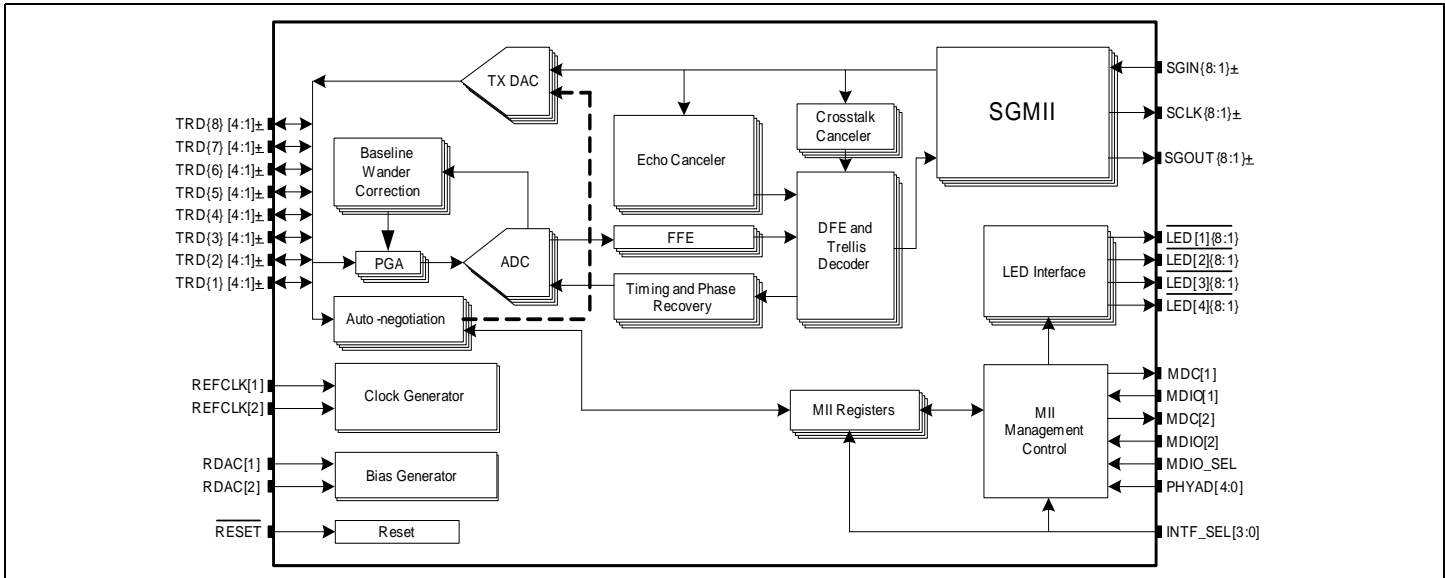 TRD{8} [4:1]±
TRD{7} [4:1]±
TRD{6} [4:1]±
TRD{5} [4:1]±
TRD{4} [4:1]±
TRD{3} [4:1]±
TRD{2} [4:1]±
TRD{1} [4:1]±
REFCLK[1]
REFCLK[2]
RDAC[1]
RDAC[2]
RESET
TX DAC
Baseline
Wander
Correction
PGA
ADC
Auto-negotiation
Clock Generator
Bias Generator
Reset
Echo Canceler
FFE
Timing and Phase
Recovery
Crosstalk
Canceler
DFE and
Trellis
Decoder
MII Registers
SGMII
LED Interface
MII
Management
Control
SGIN{8:1}±
SCLK{8:1}±
SGOUT{8:1}±
LED[1]{8:1}
LED[2]{8:1}
LED[3]{8:1}
LED[4]{8:1}
MDC[1]
MDIO[1]
MDC[2]
MDIO[2]
MDIO_SEL
PHYAD[4:0]
INTF_SEL[3:0]